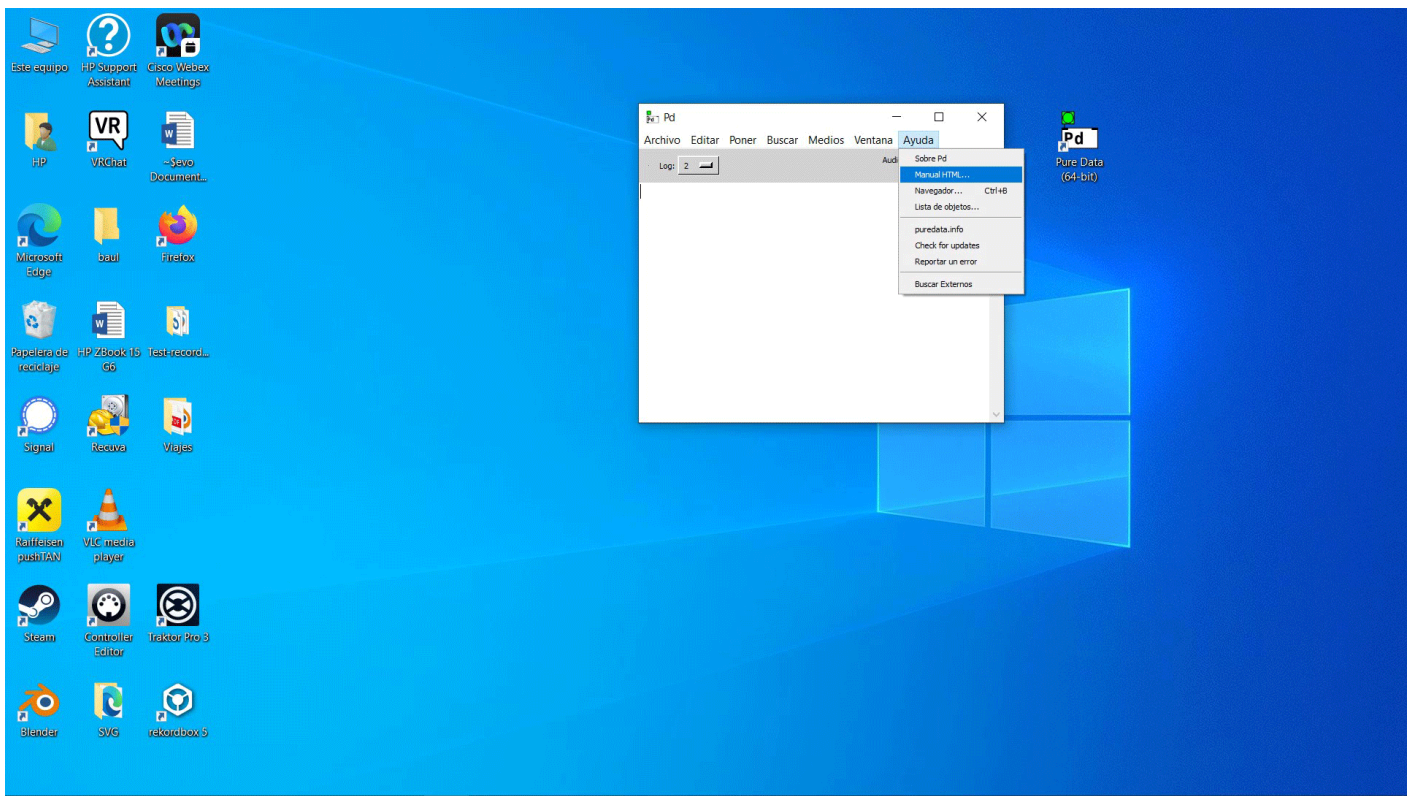 Este equipo
HP Support
Assistant
Cisco Webex
Meetings
HP
VR
VRChat
~$evo
Document...
Microsoft
Edge
baul
Firefox
Papelera de
reciclaje
HP ZBook 15
G6
Test-record...
Signal
Recuva
Viajes
Raiffeisen
pushTAN
VLC media
player
Steam
Controller
Editor
Traktor Pro 3
Blender
SVG
rekordbox 5
Pd
Archivo Editar Poner Buscar Medios Ventana Ayuda
Log: 2
Audi
Sobre Pd
Manual HTML...
Navegador... Ctrl+B
Lista de objetos...
puredata.info
Check for updates
Reportar un error
Buscar Externos
Pd
Pure Data
(64-bit)